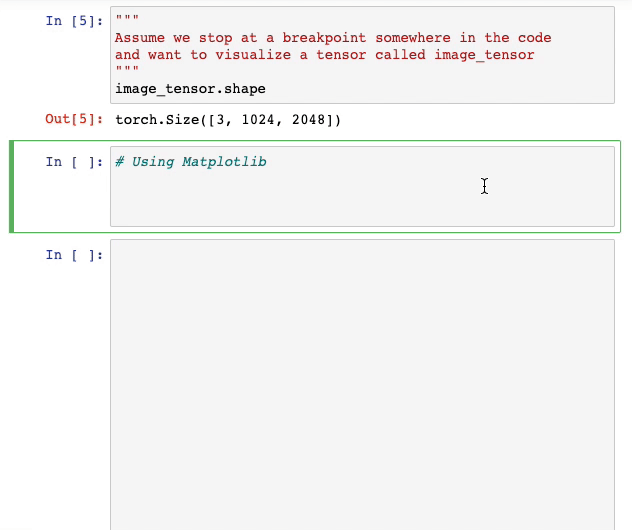 In [5]: """
Assume we stop at a breakpoint somewhere in the code
and want to visualize a tensor called image_tensor
"""
image_tensor.shape
Out[5]: torch.Size([3, 1024, 2048])
In [ ]: # Using Matplotlib
In [ ]: